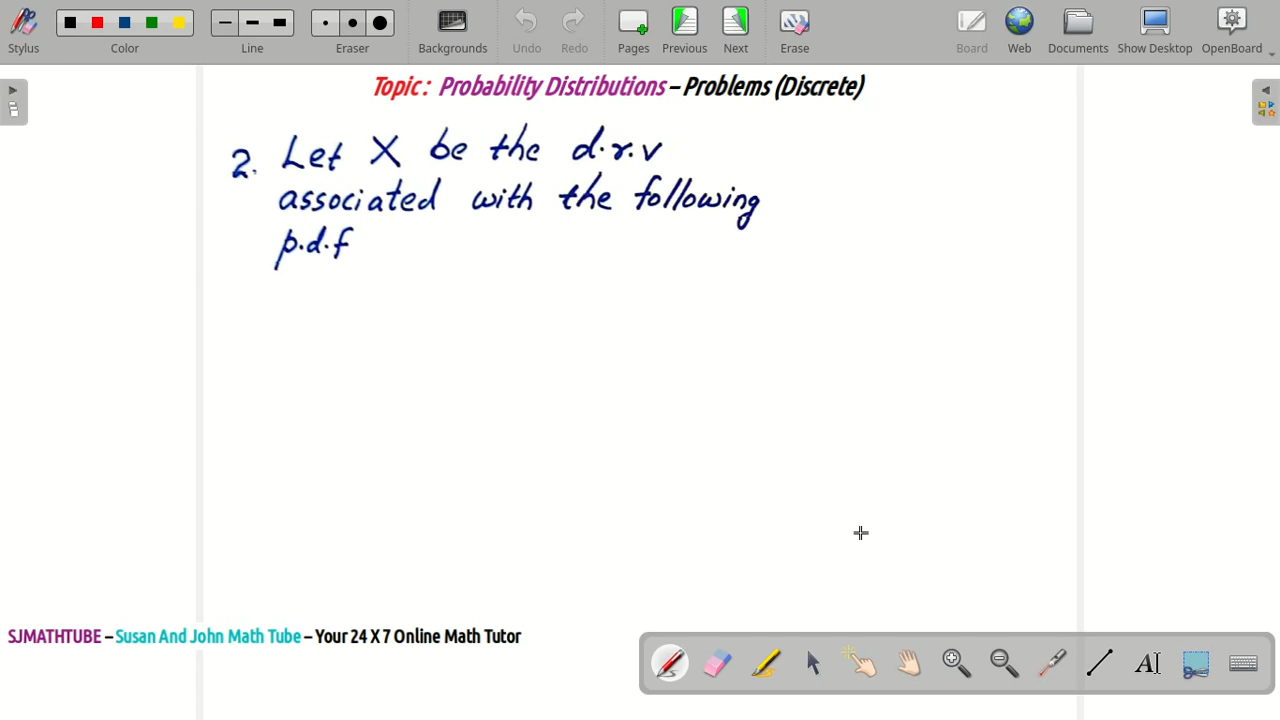 Stylus Color Line Eraser Backgrounds Undo Redo Pages Previous Next Erase Board Web Documents Show Desktop OpenBoard
Topic : Probability Distributions – Problems (Discrete)
2. Let X be the d.r.v
associated with the following
p.d.f
SJMATHTUBE – Susan And John Math Tube – Your 24 X 7 Online Math Tutor